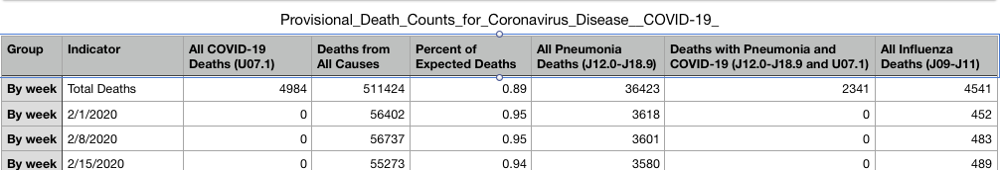 Provisional_Death_Counts_for_Coronavirus_Disease__COVID-19_
Group Indicator All COVID-19 Deaths (U07.1) Deaths from All Causes Percent of Expected Deaths All Pneumonia Deaths (J12.0-J18.9) Deaths with Pneumonia and COVID-19 (J12.0-J18.9 and U07.1) All Influenza Deaths (J09-J11)
By week Total Deaths 4984 511424 0.89 36423 2341 4541
By week 2/1/2020 0 56402 0.95 3618 0 452
By week 2/8/2020 0 56737 0.95 3601 0 483
By week 2/15/2020 0 55273 0.94 3580 0 489